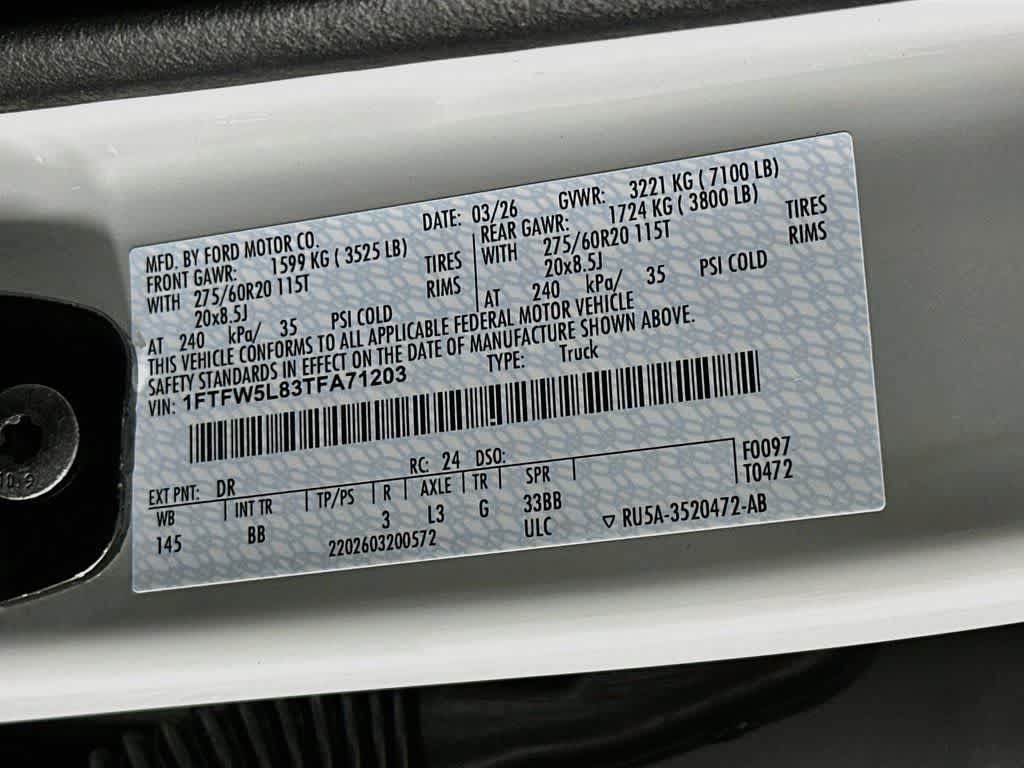 MFD. BY FORD MOTOR CO. DATE: 03/26 GVWR: 3221 KG ( 7100 LB)
FRONT GAWR: 1599 KG ( 3525 LB) REAR GAWR: 1724 KG ( 3800 LB)
WITH 275/60R20 115T TIRES WITH 275/60R20 115T TIRES
20x8.5J RIMS 20x8.5J RIMS
AT 240 kPa/ 35 PSI COLD AT 240 kPa/ 35 PSI COLD
THIS VEHICLE CONFORMS TO ALL APPLICABLE FEDERAL MOTOR VEHICLE
SAFETY STANDARDS IN EFFECT ON THE DATE OF MANUFACTURE SHOWN ABOVE.
VIN: 1FTFW5L83TFA71203 TYPE: Truck
EXT PNT: DR RC: 24 DSO: F0097
WB INT TR TP/PS R AXLE TR SPR T0472
145 BB 3 L3 G 33BB
2202603200572 ULC ▽ RU5A-3520472-AB
10.9